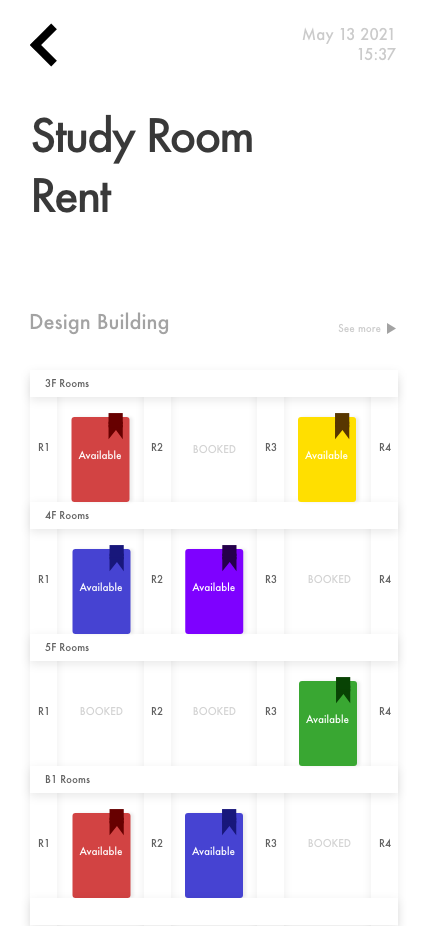 May 13 2021
15:37
Study Room
Rent
Design Building
See more
3F Rooms
R1 Available R2 BOOKED R3 Available R4
4F Rooms
R1 Available R2 Available R3 BOOKED R4
5F Rooms
R1 BOOKED R2 BOOKED R3 Available R4
B1 Rooms
R1 Available R2 Available R3 BOOKED R4